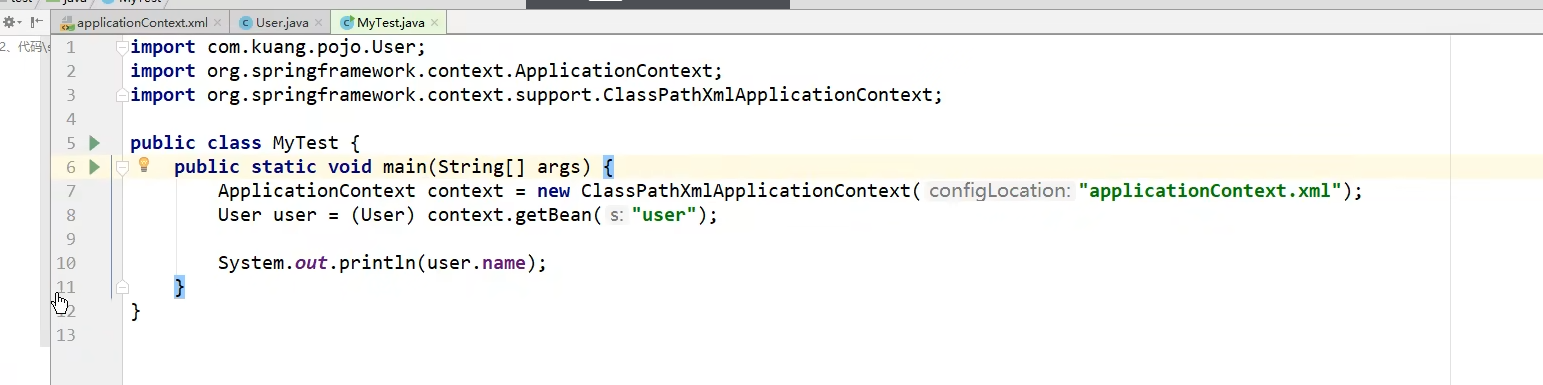 applicationContext.xml User.java MyTest.java
2、代码\s
1 import com.kuang.pojo.User;
2 import org.springframework.context.ApplicationContext;
3 import org.springframework.context.support.ClassPathXmlApplicationContext;
4
5 public class MyTest {
6 public static void main(String[] args) {
7 ApplicationContext context = new ClassPathXmlApplicationContext( configLocation: "applicationContext.xml");
8 User user = (User) context.getBean( s: "user");
9
10 System.out.println(user.name);
11 }
12 }
13